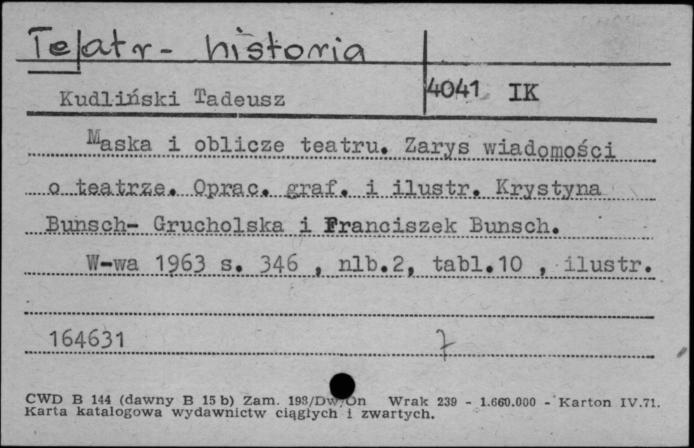 Teatr - historia
Kudliński Tadeusz 4041 IK
Maska i oblicze teatru. Zarys wiadomości
o teatrze. Oprac. graf. i ilustr. Krystyna
Bunsch- Grucholska i Franciszek Bunsch.
W-wa 1963 s. 346 , nlb.2, tabl.10 , ilustr.
164631 7
CWD B 144 (dawny B 15 b) Zam. 198/Dw/On Wrak 239 - 1.660.000 - Karton IV.71.
Karta katalogowa wydawnictw ciągłych i zwartych.